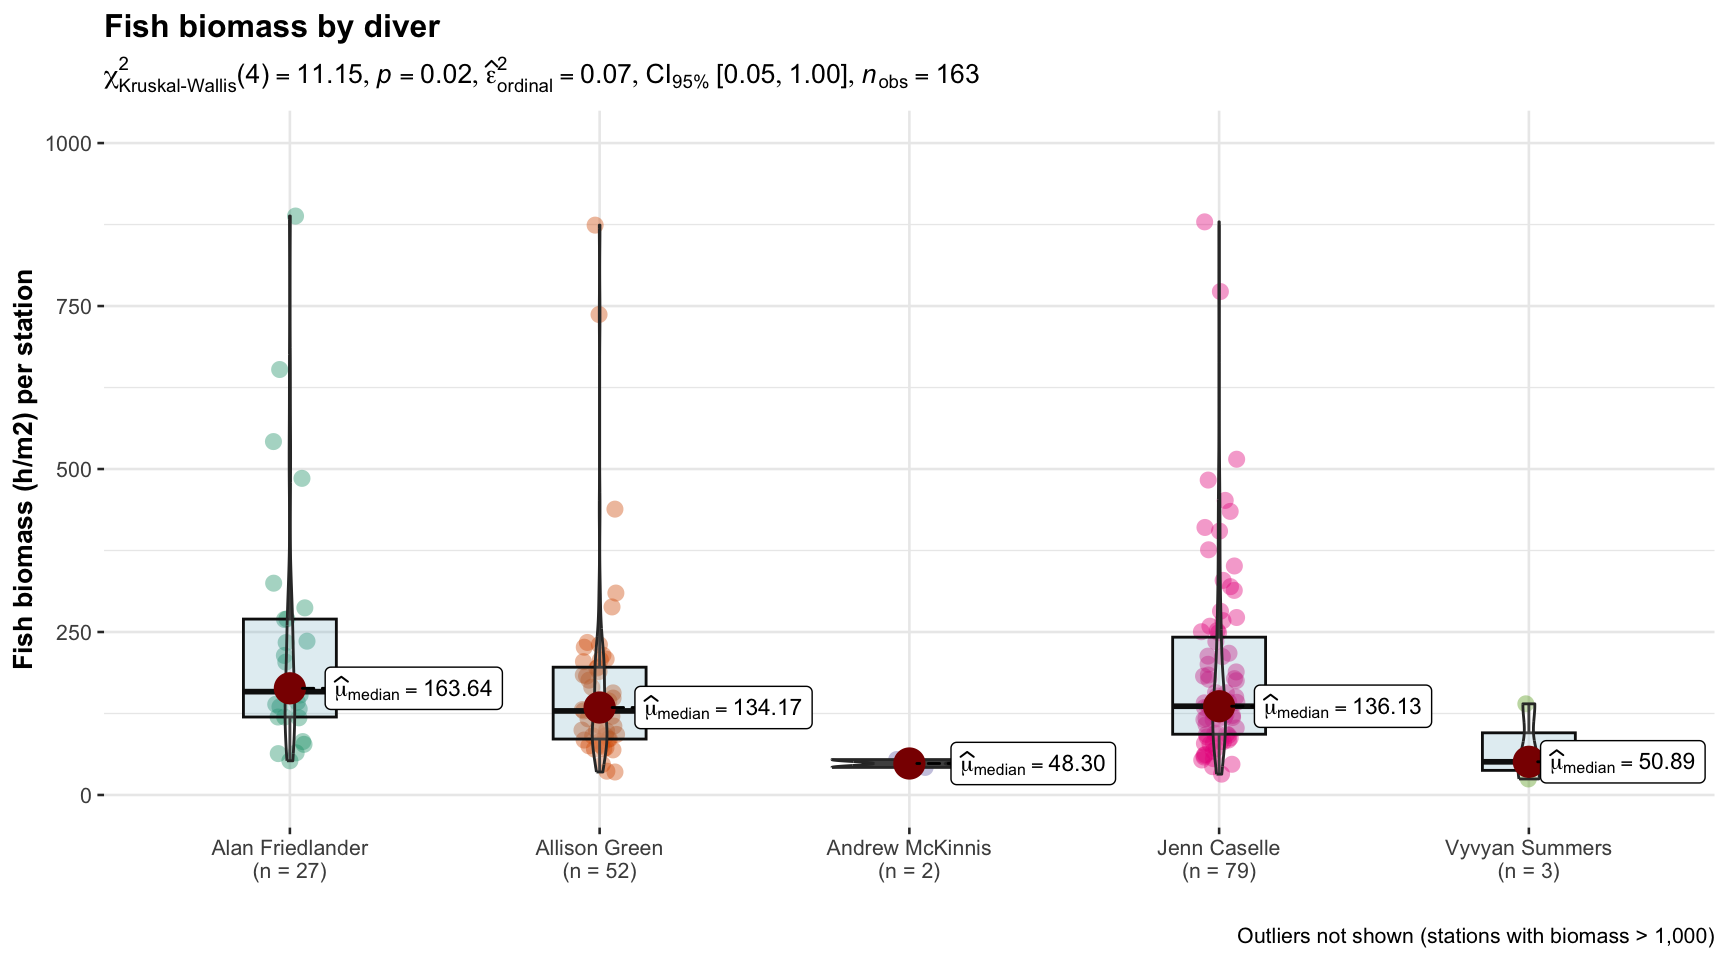 Fish biomass by diver
χ²Kruskal-Wallis(4) = 11.15, p = 0.02, ε̂²ordinal = 0.07, CI95% [0.05, 1.00], nobs = 163
Fish biomass (h/m2) per station
1000
750
500
250
0
μ̂median = 163.64
μ̂median = 134.17
μ̂median = 48.30
μ̂median = 136.13
μ̂median = 50.89
Alan Friedlander
(n = 27)
Allison Green
(n = 52)
Andrew McKinnis
(n = 2)
Jenn Caselle
(n = 79)
Vyvyan Summers
(n = 3)
Outliers not shown (stations with biomass > 1,000)